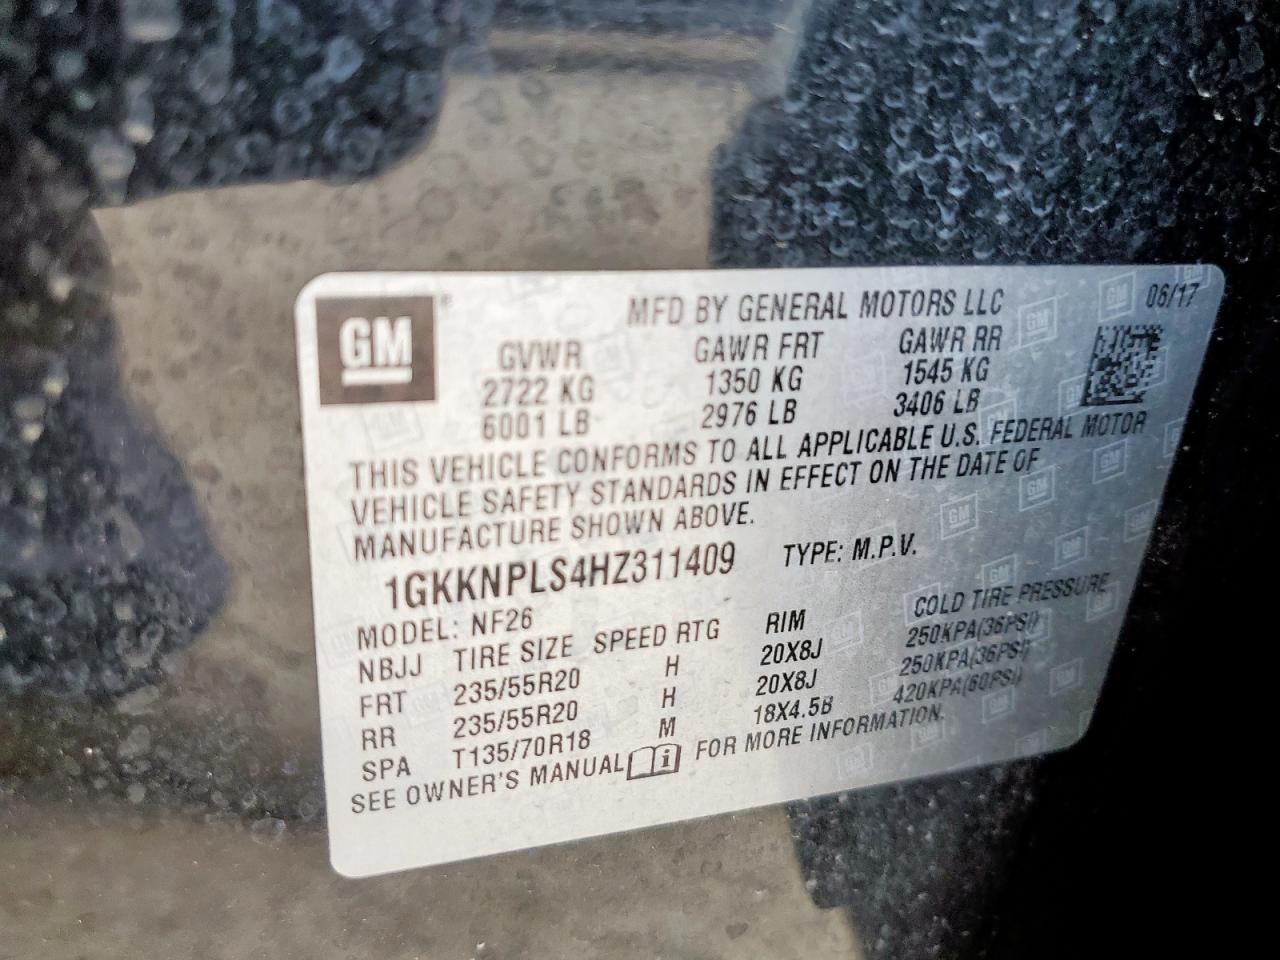 GM®
MFD BY GENERAL MOTORS LLC 06/17
GVWR GAWR FRT GAWR RR
2722 KG 1350 KG 1545 KG
6001 LB 2976 LB 3406 LB
THIS VEHICLE CONFORMS TO ALL APPLICABLE U.S. FEDERAL MOTOR
VEHICLE SAFETY STANDARDS IN EFFECT ON THE DATE OF
MANUFACTURE SHOWN ABOVE.
1GKKNPLS4HZ311409 TYPE: M.P.V.
MODEL: NF26
NBJJ TIRE SIZE SPEED RTG RIM COLD TIRE PRESSURE
FRT 235/55R20 H 20X8J 250KPA(36PSI)
RR 235/55R20 H 20X8J 250KPA(36PSI)
SPA T135/70R18 M 18X4.5B 420KPA(60PSI)
SEE OWNER'S MANUAL FOR MORE INFORMATION.